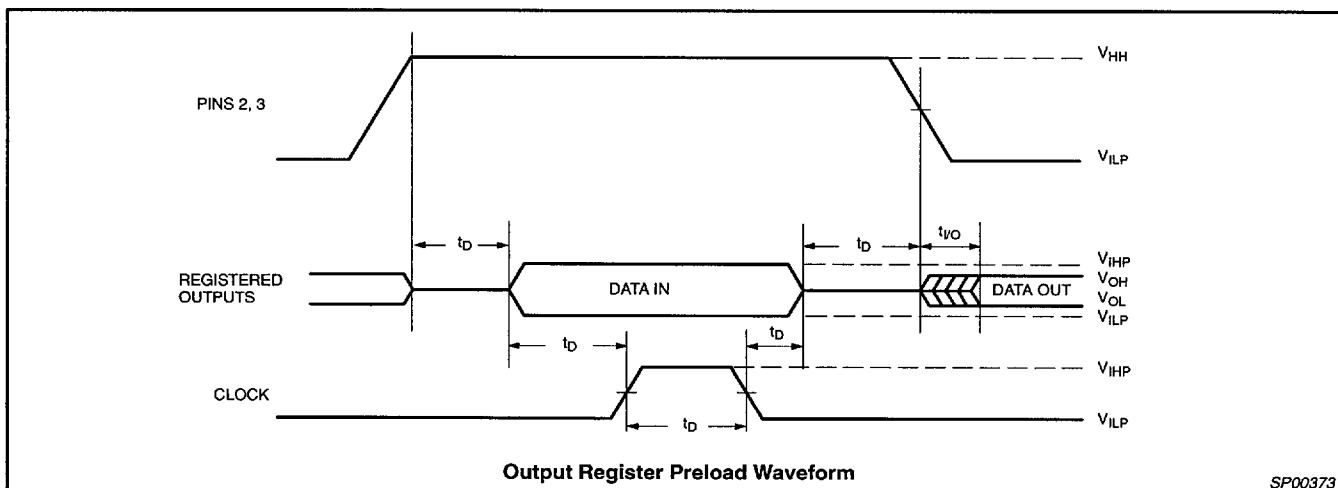 V_HH
PINS 2, 3
V_ILP
t_D t_D t_I/O
V_IHP
REGISTERED OUTPUTS
DATA IN
DATA OUT
V_OH
V_OL
V_ILP
t_D t_D
V_IHP
CLOCK
t_D
V_ILP
Output Register Preload Waveform
SP00373